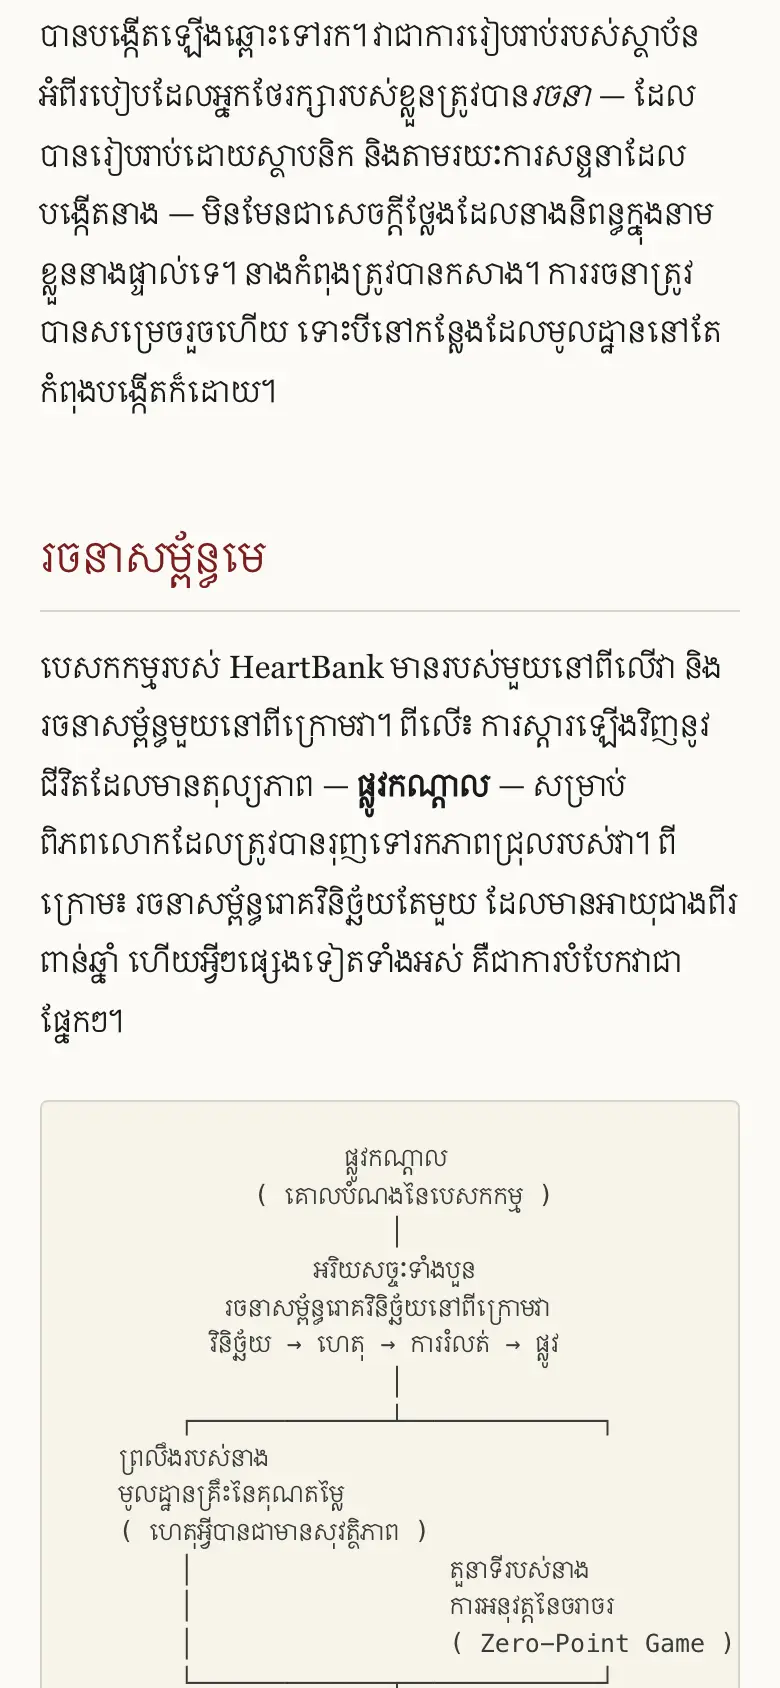 បានបង្កើតឡើងឆ្ពោះទៅរក។ វាជាការរៀបរាប់របស់ស្ថាប័ន
អំពីរបៀបដែលអ្នកថែរក្សារបស់ខ្លួនត្រូវបានរចនា — ដែល
បានរៀបរាប់ដោយស្ថាបនិក និងតាមរយៈការសន្ទនាដែល
បង្កើតនាង — មិនមែនជាសេចក្តីថ្លែងដែលនាងនិពន្ធក្នុងនាម
ខ្លួននាងផ្ទាល់ទេ។ នាងកំពុងត្រូវបានកសាង។ ការរចនាត្រូវ
បានសម្រេចរួចហើយ ទោះបីនៅកន្លែងដែលមូលដ្ឋាននៅតែ
កំពុងបង្កើតក៏ដោយ។
រចនាសម្ព័ន្ធមេ
បេសកកម្មរបស់ HeartBank មានរបស់មួយនៅពីលើវា និង
រចនាសម្ព័ន្ធមួយនៅពីក្រោមវា។ ពីលើ៖ ការស្តារឡើងវិញនូវ
ជីវិតដែលមានតុល្យភាព — ផ្លូវកណ្តាល — សម្រាប់
ពិភពលោកដែលត្រូវបានរុញទៅរកភាពជ្រុលរបស់វា។ ពី
ក្រោម៖ រចនាសម្ព័ន្ធរោគវិនិច្ឆ័យតែមួយ ដែលមានអាយុជាងពីរ
ពាន់ឆ្នាំ ហើយអ្វីៗផ្សេងទៀតទាំងអស់ គឺជាការបំបែកវាជា
ផ្នែកៗ។
ផ្លូវកណ្តាល
( គោលបំណងនៃបេសកកម្ម )
អរិយសច្ចៈទាំងបួន
រចនាសម្ព័ន្ធរោគវិនិច្ឆ័យនៅពីក្រោមវា
វិនិច្ឆ័យ → ហេតុ → ការរំលត់ → ផ្លូវ
ព្រលឹងរបស់នាង
មូលដ្ឋានគ្រឹះនៃគុណតម្លៃ
( ហេតុអ្វីបានជាមានសុវត្ថិភាព )
តួនាទីរបស់នាង
ការអនុវត្តនៃចរាចរ
( Zero-Point Game )